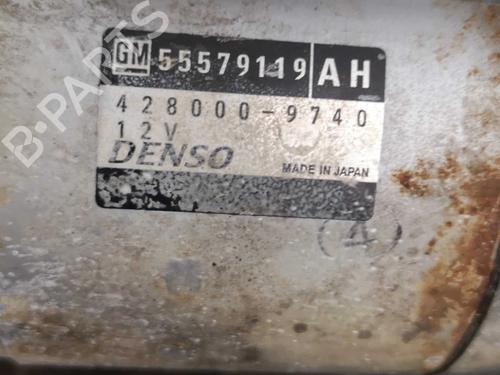 GM 55579119 AH
428000-9740
12V
DENSO MADE IN JAPAN
(A)
B-PARTS